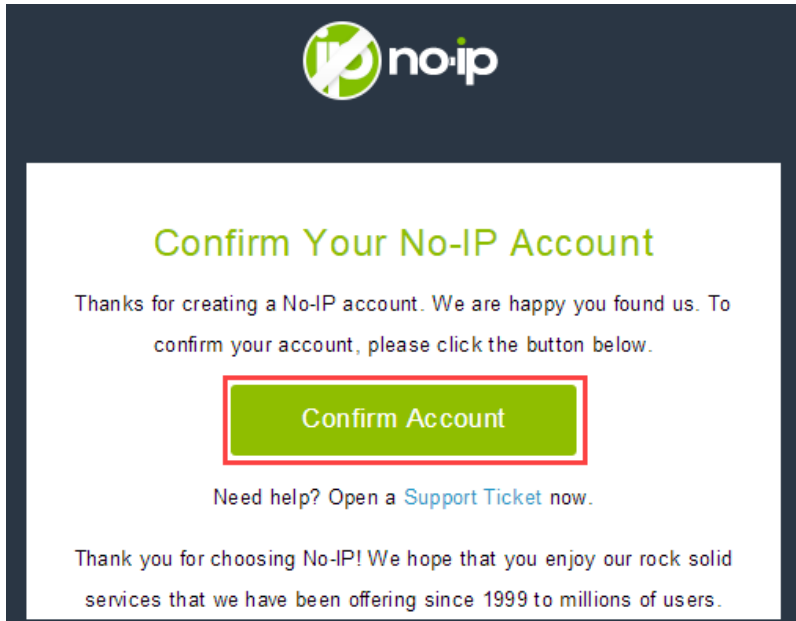 no-ip
Confirm Your No-IP Account
Thanks for creating a No-IP account. We are happy you found us. To
confirm your account, please click the button below.
Confirm Account
Need help? Open a Support Ticket now.
Thank you for choosing No-IP! We hope that you enjoy our rock solid
services that we have been offering since 1999 to millions of users.